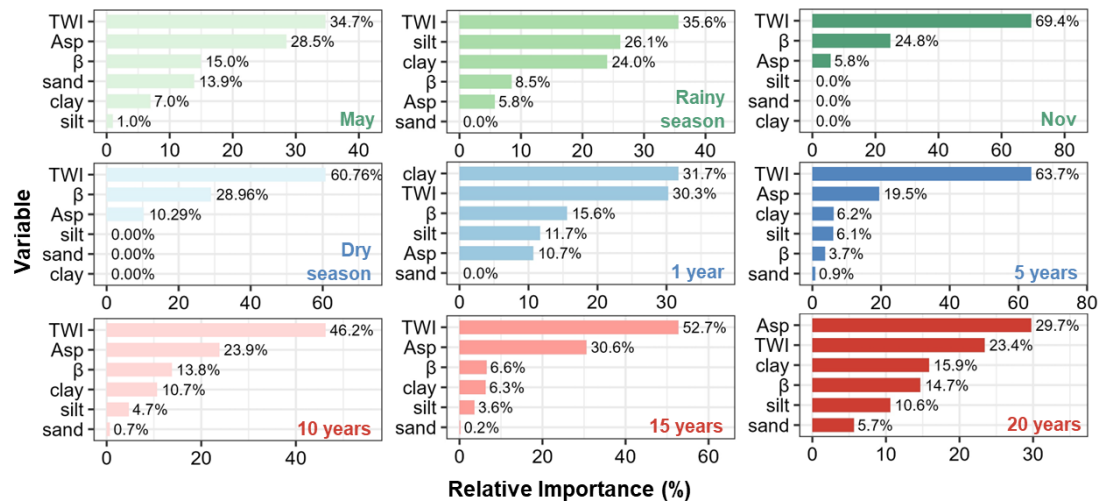 TWI 34.7%
Asp 28.5%
β 15.0%
sand 13.9%
clay 7.0%
silt 1.0%
May
0 10 20 30 40
TWI 35.6%
silt 26.1%
clay 24.0%
β 8.5%
Asp 5.8%
sand 0.0%
Rainy
season
0 10 20 30 40
TWI 69.4%
β 24.8%
Asp 5.8%
silt 0.0%
sand 0.0%
clay 0.0%
Nov
0 20 40 60 80
Variable
TWI 60.76%
β 28.96%
Asp 10.29%
silt 0.00%
sand 0.00%
clay 0.00%
Dry
season
0 20 40 60
clay 31.7%
TWI 30.3%
β 15.6%
silt 11.7%
Asp 10.7%
sand 0.0%
1 year
0 10 20 30
TWI 63.7%
Asp 19.5%
clay 6.2%
silt 6.1%
β 3.7%
sand 0.9%
5 years
0 20 40 60 80
TWI 46.2%
Asp 23.9%
β 13.8%
clay 10.7%
silt 4.7%
sand 0.7%
10 years
0 20 40
TWI 52.7%
Asp 30.6%
β 6.6%
clay 6.3%
silt 3.6%
sand 0.2%
15 years
0 20 40 60
Asp 29.7%
TWI 23.4%
clay 15.9%
β 14.7%
silt 10.6%
sand 5.7%
20 years
0 10 20 30
Relative Importance (%)